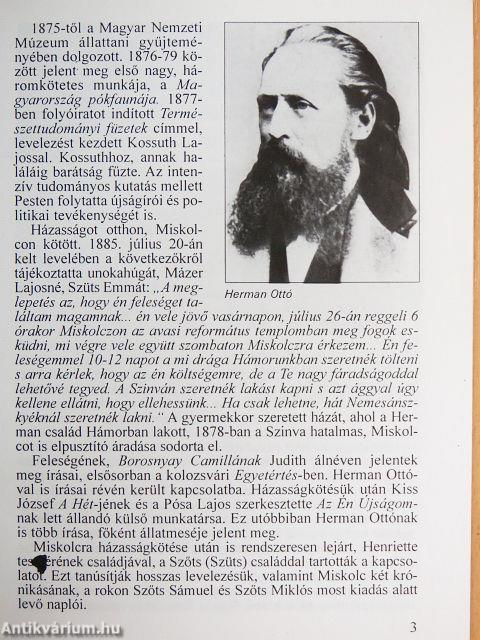 1875-től a Magyar Nemzeti
Múzeum állattani gyűjtemé-
nyében dolgozott. 1876-79 kö-
zött jelent meg első nagy, há-
romkötetes munkája, a Ma-
gyarország pókfaunája. 1877-
ben folyóiratot indított Termé-
szettudományi füzetek címmel,
levelezést kezdett Kossuth La-
jossal. Kossuthhoz, annak ha-
láláig barátság fűzte. Az inten-
zív tudományos kutatás mellett
Pesten folytatta újságírói és po-
litikai tevékenységét is.
Házasságot otthon, Miskol-
con kötött. 1885. július 20-án
kelt levelében a következőkről
tájékoztatta unokahúgát, Mázer
Lajosné, Szüts Emmát: „A meg-
lepetés az, hogy én feleséget ta-
láltam magamnak... én vele jövő vasárnapon, július 26-án reggeli 6
órakor Miskolczon az avasi református templomban meg fogok es-
küdni, mi végre vele együtt szombaton Miskolczra érkezem... Én fe-
leségemmel 10-12 napot a mi drága Hámorunkban szeretnék tölteni
s arra kérlek, hogy az én költségemre, de a Te nagy fáradságoddal
lehetővé tegyed. A Szinván szeretnék lakást kapni s azt ággyal úgy
kellene ellátni, hogy ellehessünk... Ha csak lehetne, hát Nemesánsz-
kyéknál szeretnék lakni." A gyermekkor szeretett házát, ahol a Her-
man család Hámorban lakott, 1878-ban a Szinva hatalmas, Miskol-
cot is elpusztító áradása sodorta el.
Feleségének, Borosnyay Camillának Judith álnéven jelentek
meg írásai, elsősorban a kolozsvári Egyetértés-ben. Herman Ottó-
val is írásai révén került kapcsolatba. Házasságkötésük után Kiss
József A Hét-jének és a Pósa Lajos szerkesztette Az Én Újságom-
nak lett állandó külső munkatársa. Ez utóbbiban Herman Ottónak
is több írása, főként állatmeséje jelent meg.
Miskolcra házasságkötése után is rendszeresen lejárt, Henriette
tes érének családjával, a Szőts (Szüts) családdal tartották a kapcso-
latot. Ezt tanúsítják hosszas levelezésük, valamint Miskolc két kró-
nikásának, a rokon Szőts Sámuel és Szőts Miklós most kiadás alatt
levő naplói.
Herman Ottó
3
Antikvárium.hu